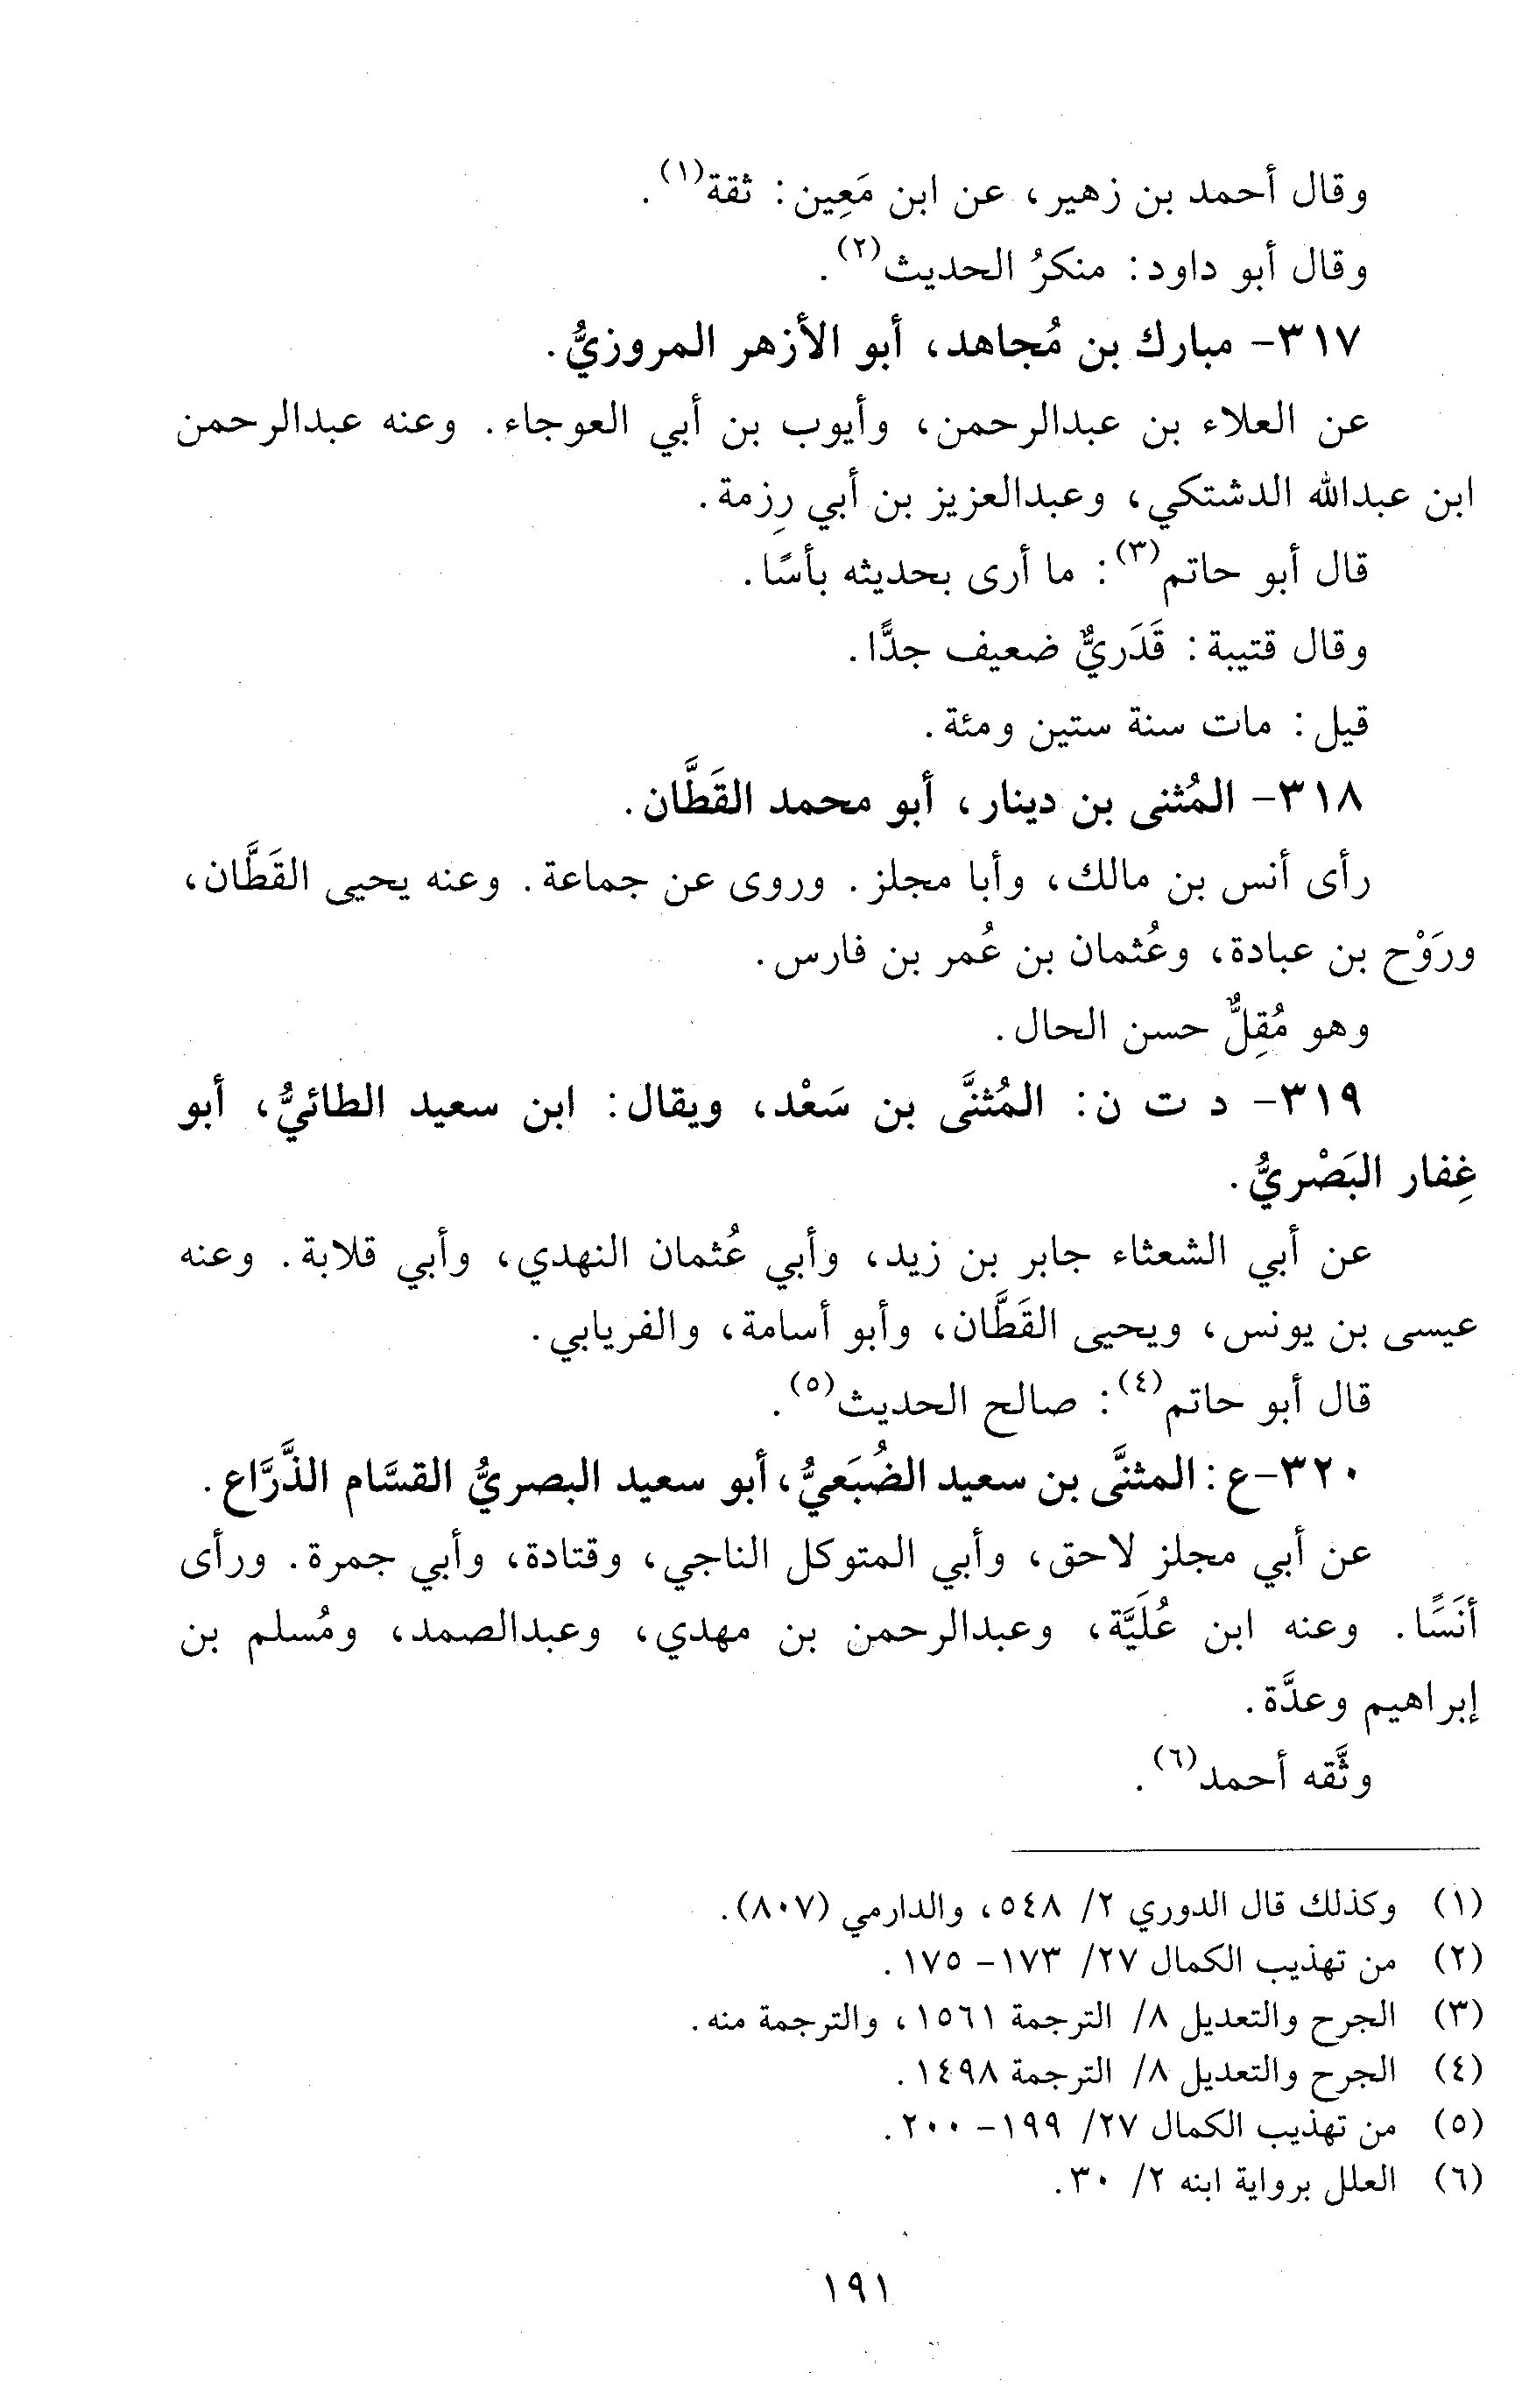 وقال أحمد بن زهير، عن ابن مَعِين: ثقة(١).
وقال أبو داود: منكرُ الحديث(٢).
٣١٧- مبارك بن مُجاهد، أبو الأزهر المروزيُّ.
عن العلاء بن عبدالرحمن، وأيوب بن أبي العوجاء. وعنه عبدالرحمن
ابن عبدالله الدشتكي، وعبدالعزيز بن أبي رِزمة.
قال أبو حاتم(٣): ما أرى بحديثه بأسًا.
وقال قتيبة: قَدَريٌّ ضعيف جدًّا.
قيل: مات سنة ستين ومئة.
٣١٨- المُثنى بن دينار، أبو محمد القَطَّان.
رأى أنس بن مالك، وأبا مجلز. وروى عن جماعة. وعنه يحيى القَطَّان،
ورَوْح بن عبادة، وعُثمان بن عُمر بن فارس.
وهو مُقِلٌّ حسن الحال.
٣١٩- د ت ن: المُثنَّى بن سَعْد، ويقال: ابن سعيد الطائيُّ، أبو
غِفار البَصْريُّ.
عن أبي الشعثاء جابر بن زيد، وأبي عُثمان النهدي، وأبي قلابة. وعنه
عيسى بن يونس، ويحيى القَطَّان، وأبو أسامة، والفريابي.
قال أبو حاتم(٤): صالح الحديث(٥).
٣٢٠-ع: المثنَّى بن سعيد الضُبَعيُّ، أبو سعيد البصريُّ القسَّام الذَّرَّاع.
عن أبي مجلز لاحق، وأبي المتوكل الناجي، وقتادة، وأبي جمرة. ورأى
أنَسًا. وعنه ابن عُلَيَّة، وعبدالرحمن بن مهدي، وعبدالصمد، ومُسلم بن
إبراهيم وعدَّة.
وثَّقه أحمد(٦).
(١) وكذلك قال الدوري ٢/ ٥٤٨، والدارمي (٨٠٧).
(٢) من تهذيب الكمال ٢٧/ ١٧٣- ١٧٥.
(٣) الجرح والتعديل ٨/ الترجمة ١٥٦١، والترجمة منه.
(٤) الجرح والتعديل ٨/ الترجمة ١٤٩٨.
(٥) من تهذيب الكمال ٢٧/ ١٩٩- ٢٠٠.
(٦) العلل برواية ابنه ٢/ ٣٠.
١٩١